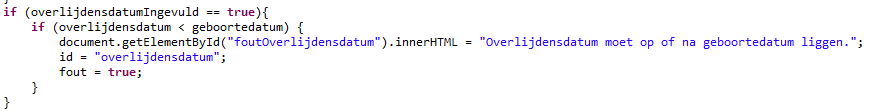 }
if (overlijdensdatumIngevuld == true){
    if (overlijdensdatum < geboortedatum) {
        document.getElementById("foutOverlijdensdatum").innerHTML = "Overlijdensdatum moet op of na geboortedatum liggen.";
        id = "overlijdensdatum";
        fout = true;
    }
}